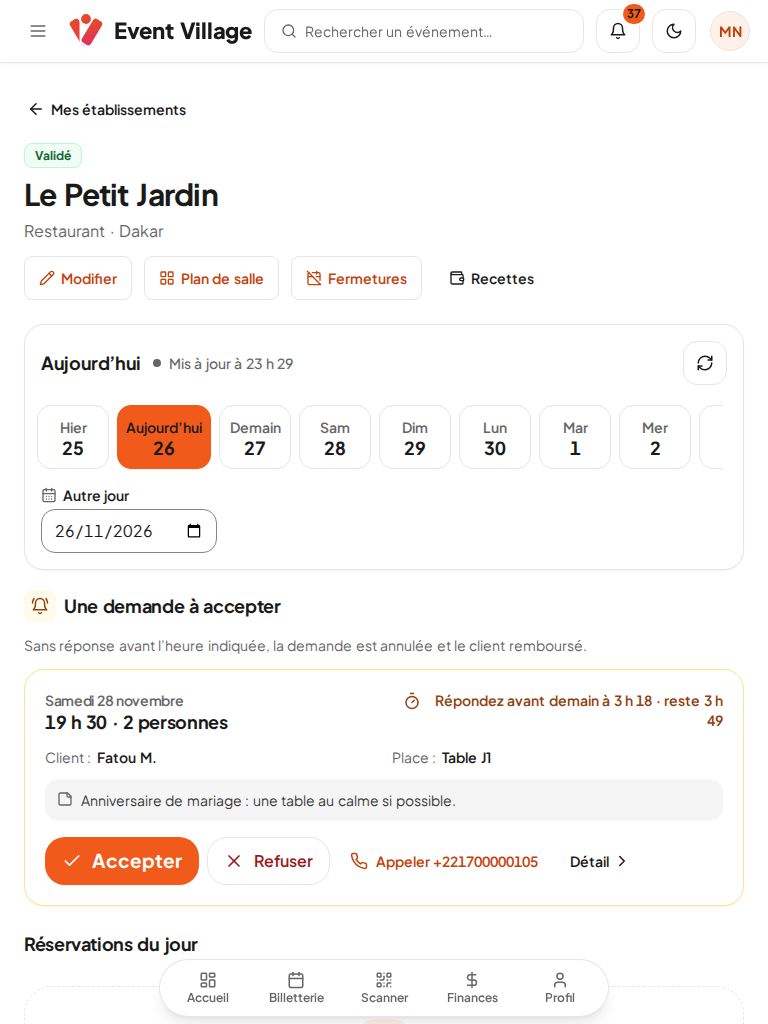 Event Village
Rechercher un événement…
37
MN
Mes établissements
Validé
Le Petit Jardin
Restaurant · Dakar
Modifier
Plan de salle
Fermetures
Recettes
Aujourd’hui
Mis à jour à 23 h 29
Hier
25
Aujourd’hui
26
Demain
27
Sam
28
Dim
29
Lun
30
Mar
1
Mer
2
Autre jour
26/11/2026
Une demande à accepter
Sans réponse avant l’heure indiquée, la demande est annulée et le client remboursé.
Samedi 28 novembre
19 h 30 · 2 personnes
Répondez avant demain à 3 h 18 · reste 3 h
49
Client : Fatou M.
Place : Table J1
Anniversaire de mariage : une table au calme si possible.
Accepter
Refuser
Appeler +221700000105
Détail
Réservations du jour
Accueil
Billetterie
Scanner
Finances
Profil